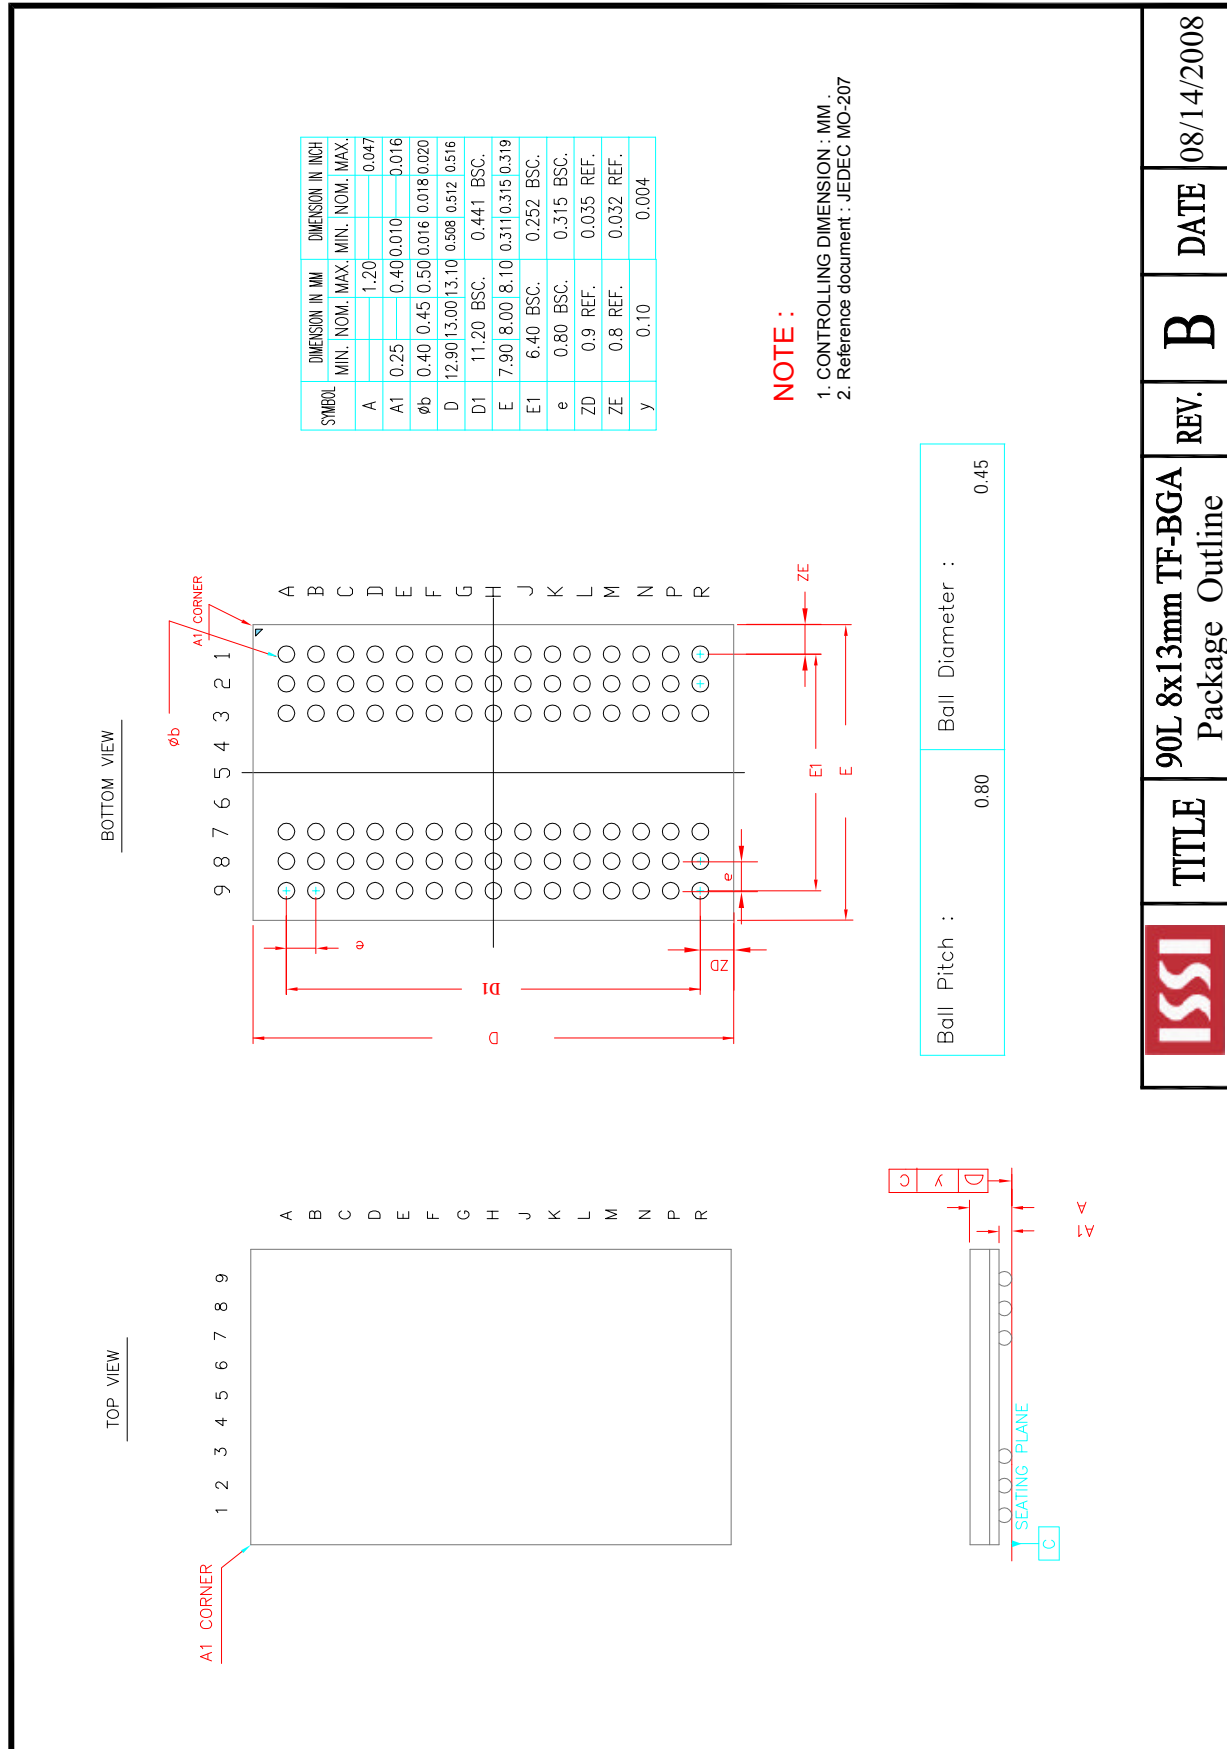 TOP VIEW
A1 CORNER
1 2 3 4 5 6 7 8 9
A
B
C
D
E
F
G
H
J
K
L
M
N
P
R
BOTTOM VIEW
øb
A1 CORNER
9 8 7 6 5 4 3 2 1
A
B
C
D
E
F
G
H
J
K
L
M
N
P
R
e
D1
D
ZD
e
E1
E
ZE
SYMBOL DIMENSION IN MM DIMENSION IN INCH
MIN. NOM. MAX. MIN. NOM. MAX.
A 1.20 0.047
A1 0.25 0.40 0.010 0.016
øb 0.40 0.45 0.50 0.016 0.018 0.020
D 12.90 13.00 13.10 0.508 0.512 0.516
D1 11.20 BSC. 0.441 BSC.
E 7.90 8.00 8.10 0.311 0.315 0.319
E1 6.40 BSC. 0.252 BSC.
e 0.80 BSC. 0.315 BSC.
ZD 0.9 REF. 0.035 REF.
ZE 0.8 REF. 0.032 REF.
y 0.10 0.004
NOTE :
1. CONTROLLING DIMENSION : MM .
2. Reference document : JEDEC MO-207
C y
A
A1
SEATING PLANE
C
Ball Pitch : 0.80 Ball Diameter : 0.45
ISSI
TITLE
90L 8x13mm TF-BGA
Package Outline
REV. B
DATE 08/14/2008